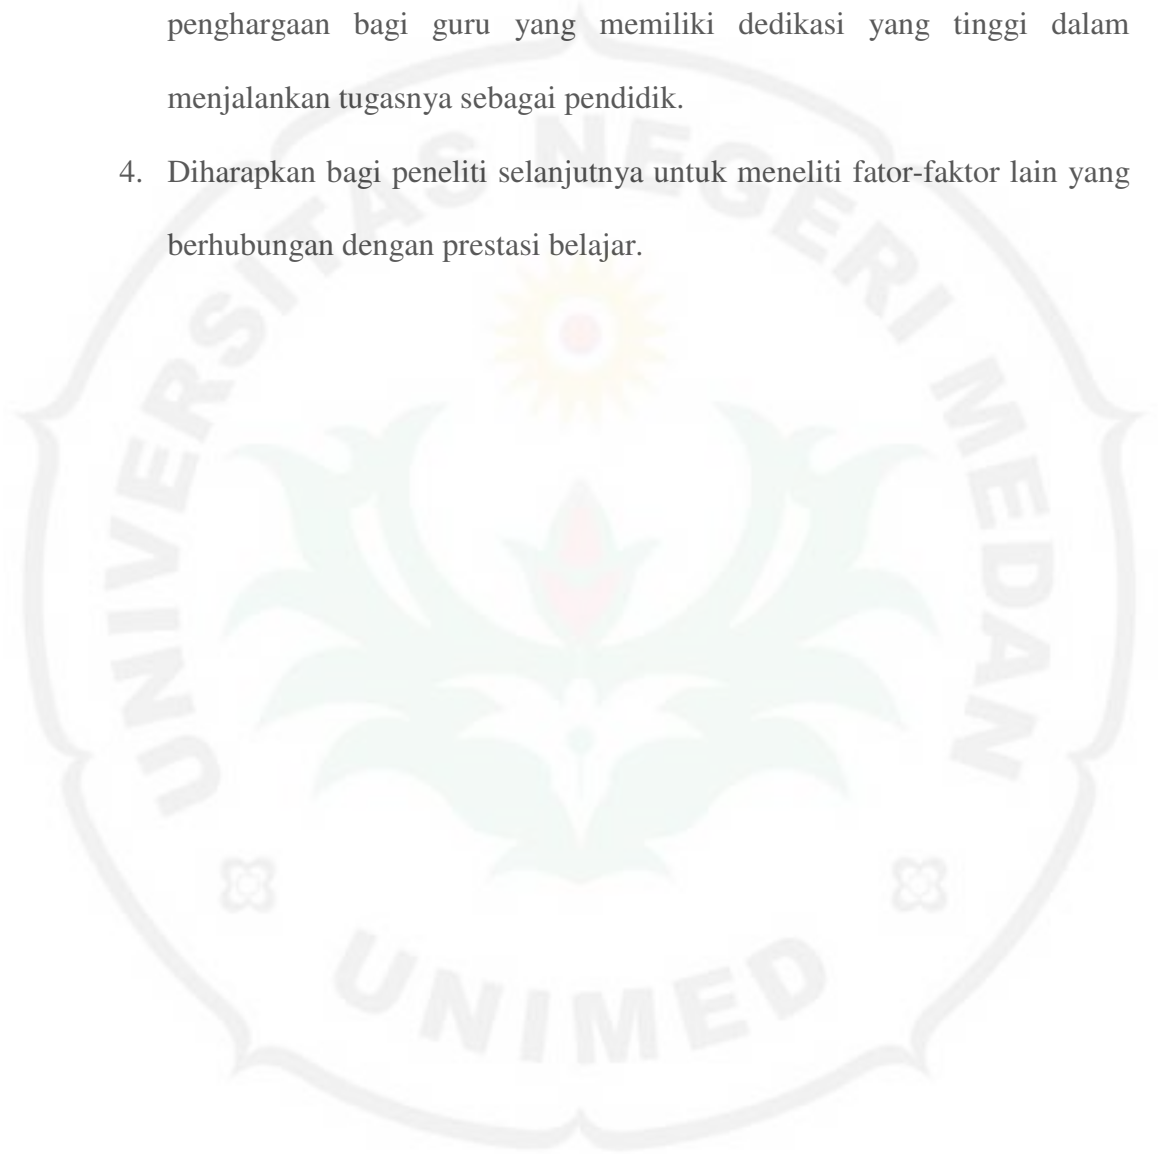 penghargaan bagi guru yang memiliki dedikasi yang tinggi dalam
menjalankan tugasnya sebagai pendidik.
4. Diharapkan bagi peneliti selanjutnya untuk meneliti fator-faktor lain yang
berhubungan dengan prestasi belajar.
UNIVERSITAS NEGERI MEDAN
UNIMED